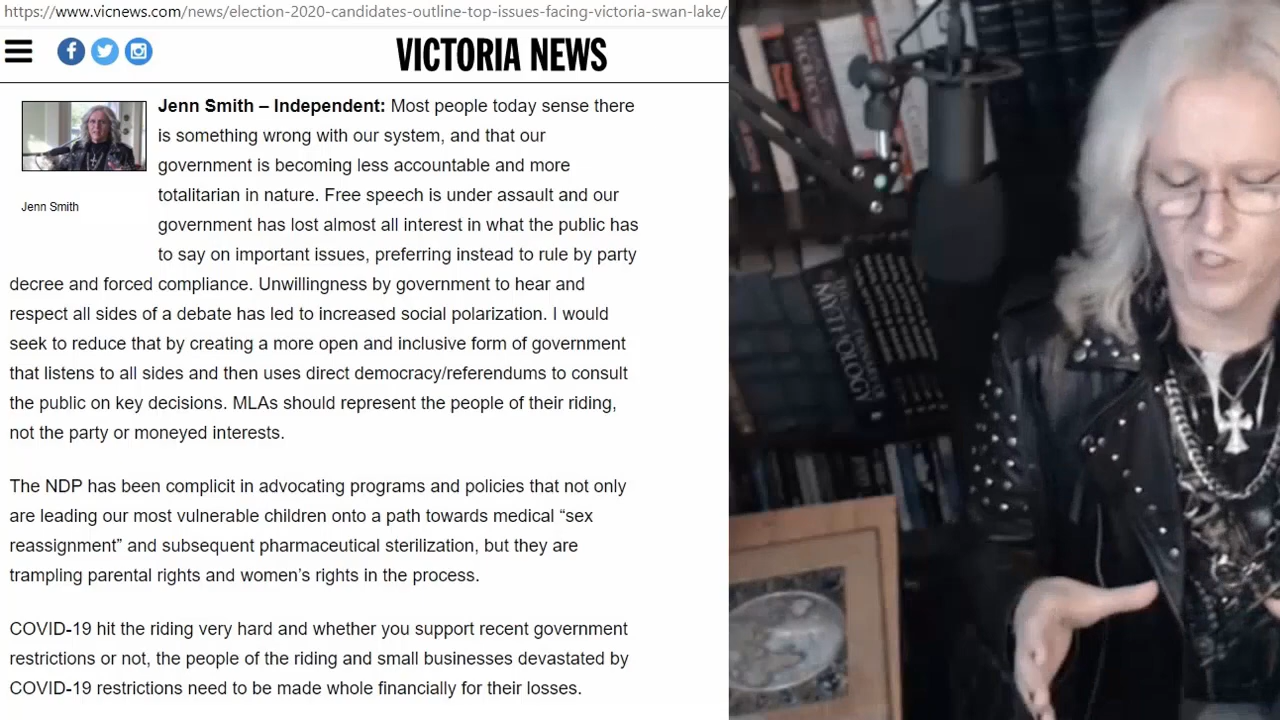 https://www.vicnews.com/news/election-2020-candidates-outline-top-issues-facing-victoria-swan-lake/
VICTORIA NEWS
Jenn Smith – Independent: Most people today sense there
is something wrong with our system, and that our
government is becoming less accountable and more
totalitarian in nature. Free speech is under assault and our
Jenn Smith
government has lost almost all interest in what the public has
to say on important issues, preferring instead to rule by party
decree and forced compliance. Unwillingness by government to hear and
respect all sides of a debate has led to increased social polarization. I would
seek to reduce that by creating a more open and inclusive form of government
that listens to all sides and then uses direct democracy/referendums to consult
the public on key decisions. MLAs should represent the people of their riding,
not the party or moneyed interests.
The NDP has been complicit in advocating programs and policies that not only
are leading our most vulnerable children onto a path towards medical “sex
reassignment” and subsequent pharmaceutical sterilization, but they are
trampling parental rights and women’s rights in the process.
COVID-19 hit the riding very hard and whether you support recent government
restrictions or not, the people of the riding and small businesses devastated by
COVID-19 restrictions need to be made whole financially for their losses.
MYTHOLOGY